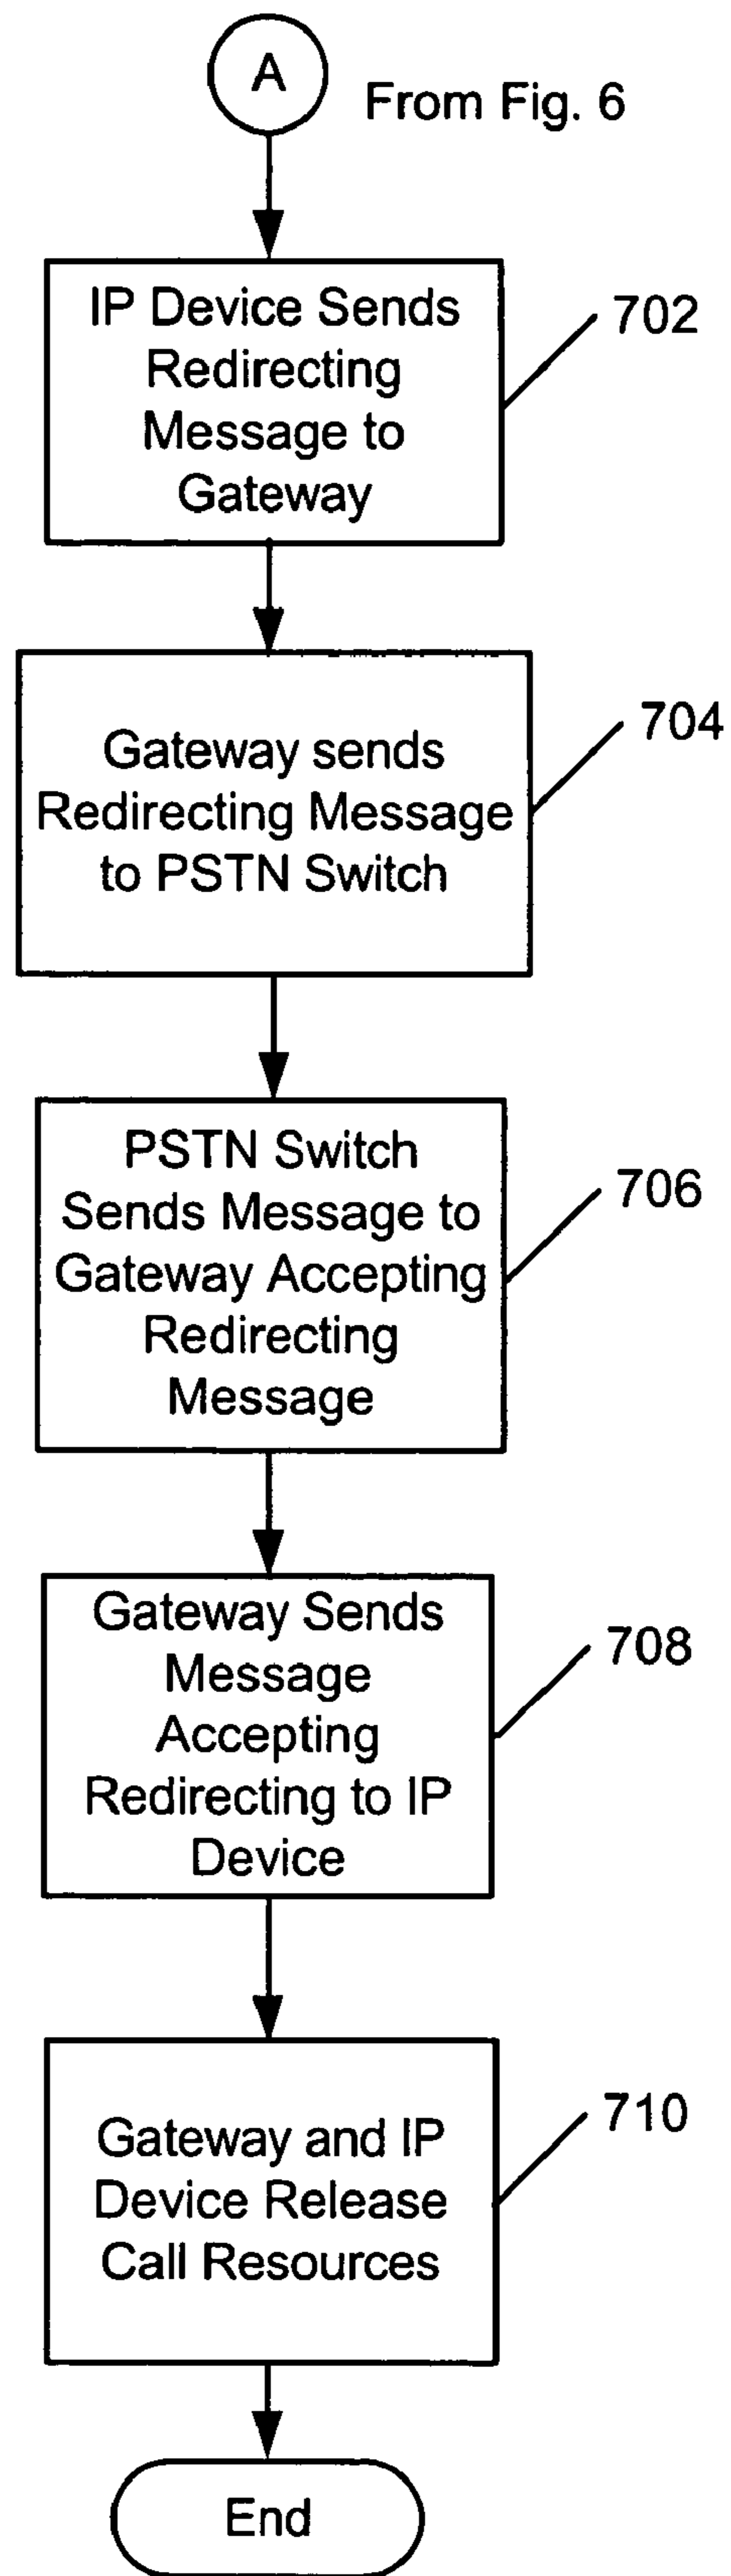 A
From Fig. 6
IP Device Sends
Redirecting
Message to
Gateway
702
Gateway sends
Redirecting Message
to PSTN Switch
704
PSTN Switch
Sends Message to
Gateway Accepting
Redirecting
Message
706
Gateway Sends
Message
Accepting
Redirecting to IP
Device
708
Gateway and IP
Device Release
Call Resources
710
End